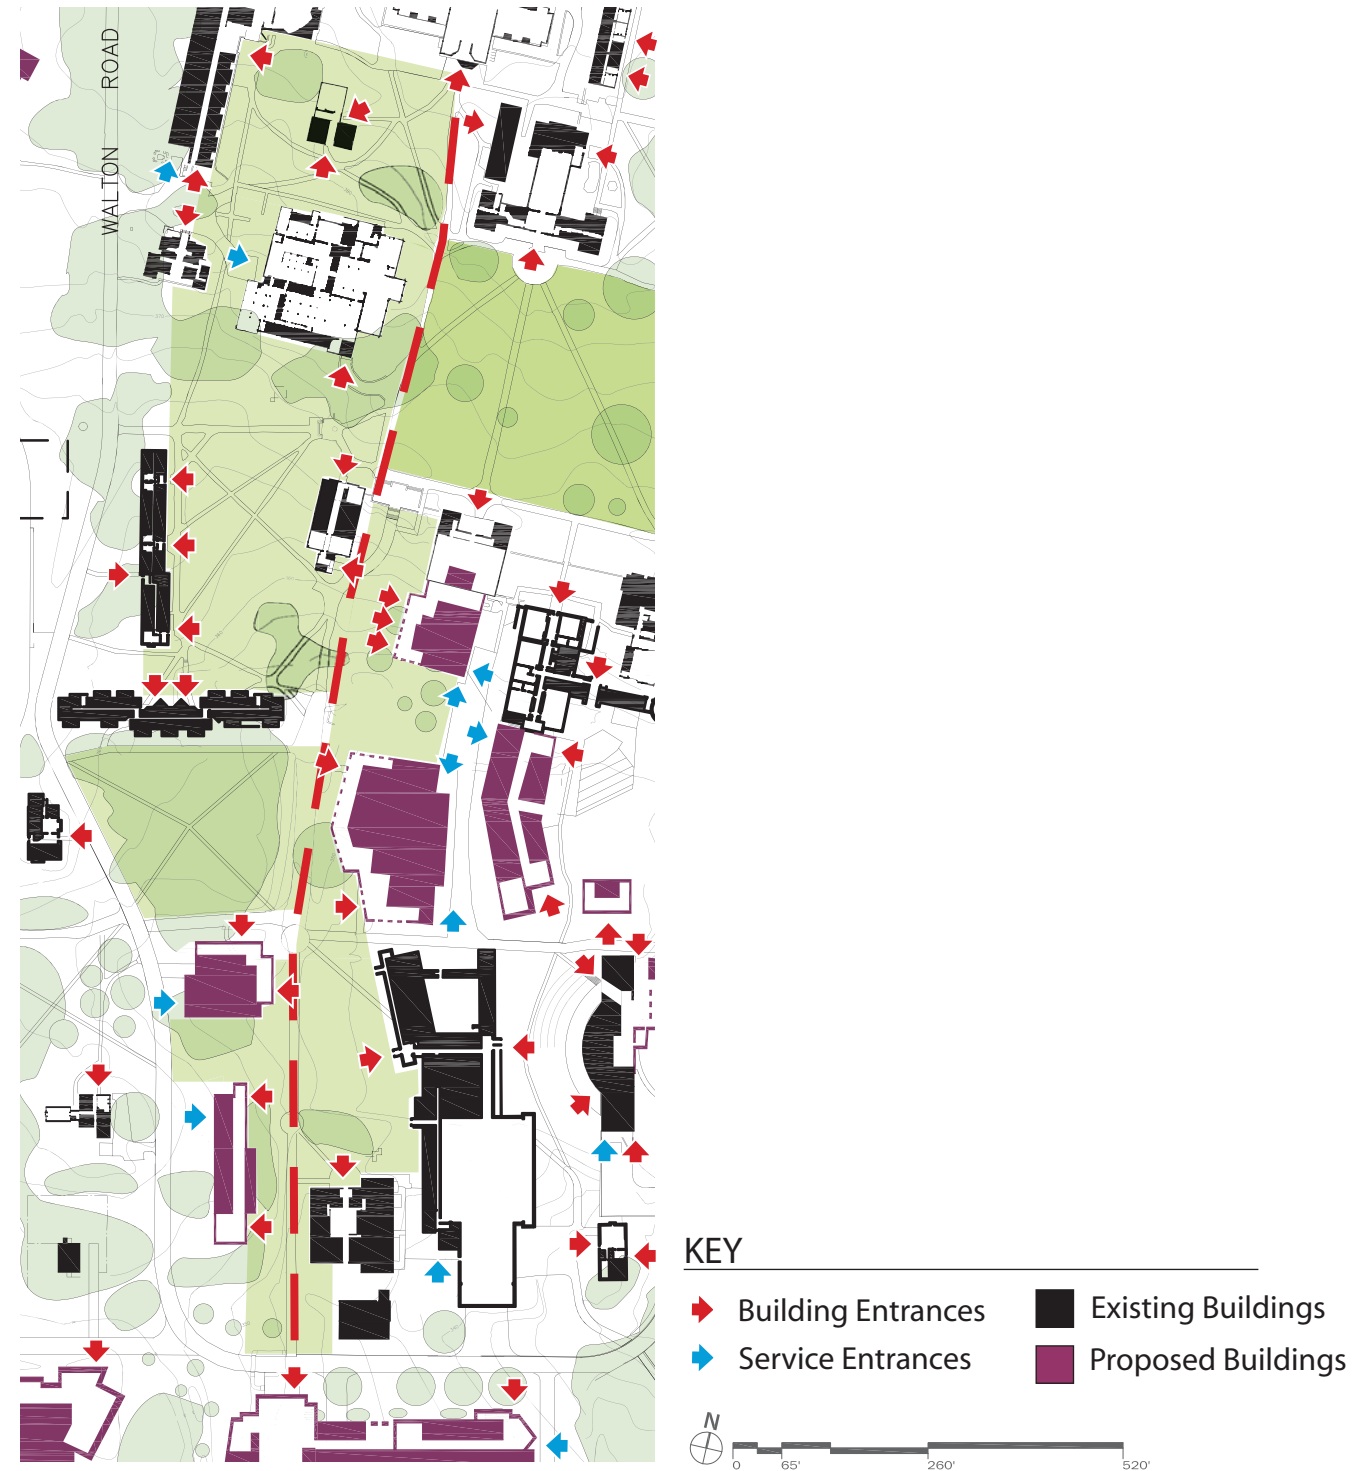 WALTON ROAD
KEY
Building Entrances
Existing Buildings
Service Entrances
Proposed Buildings
N
0 65' 260' 520'